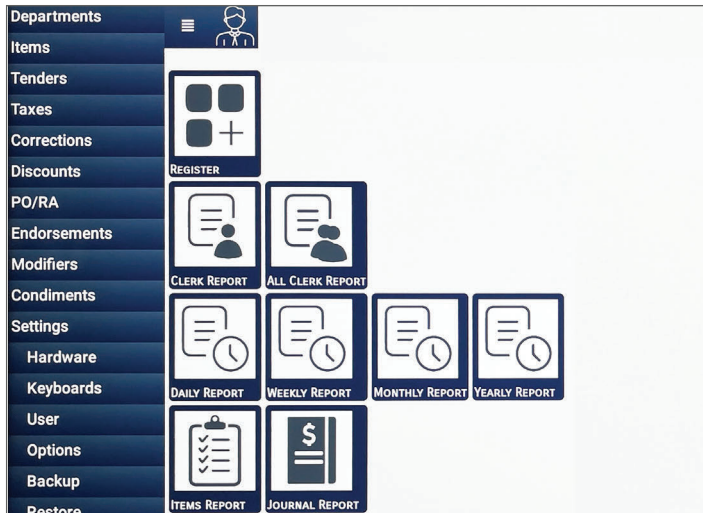 Departments
Items
Tenders
Taxes
Corrections
Discounts
PO/RA
Endorsements
Modifiers
Condiments
Settings
Hardware
Keyboards
User
Options
Backup
Restore
REGISTER
CLERK REPORT
ALL CLERK REPORT
DAILY REPORT
WEEKLY REPORT
MONTHLY REPORT
YEARLY REPORT
$
ITEMS REPORT
JOURNAL REPORT